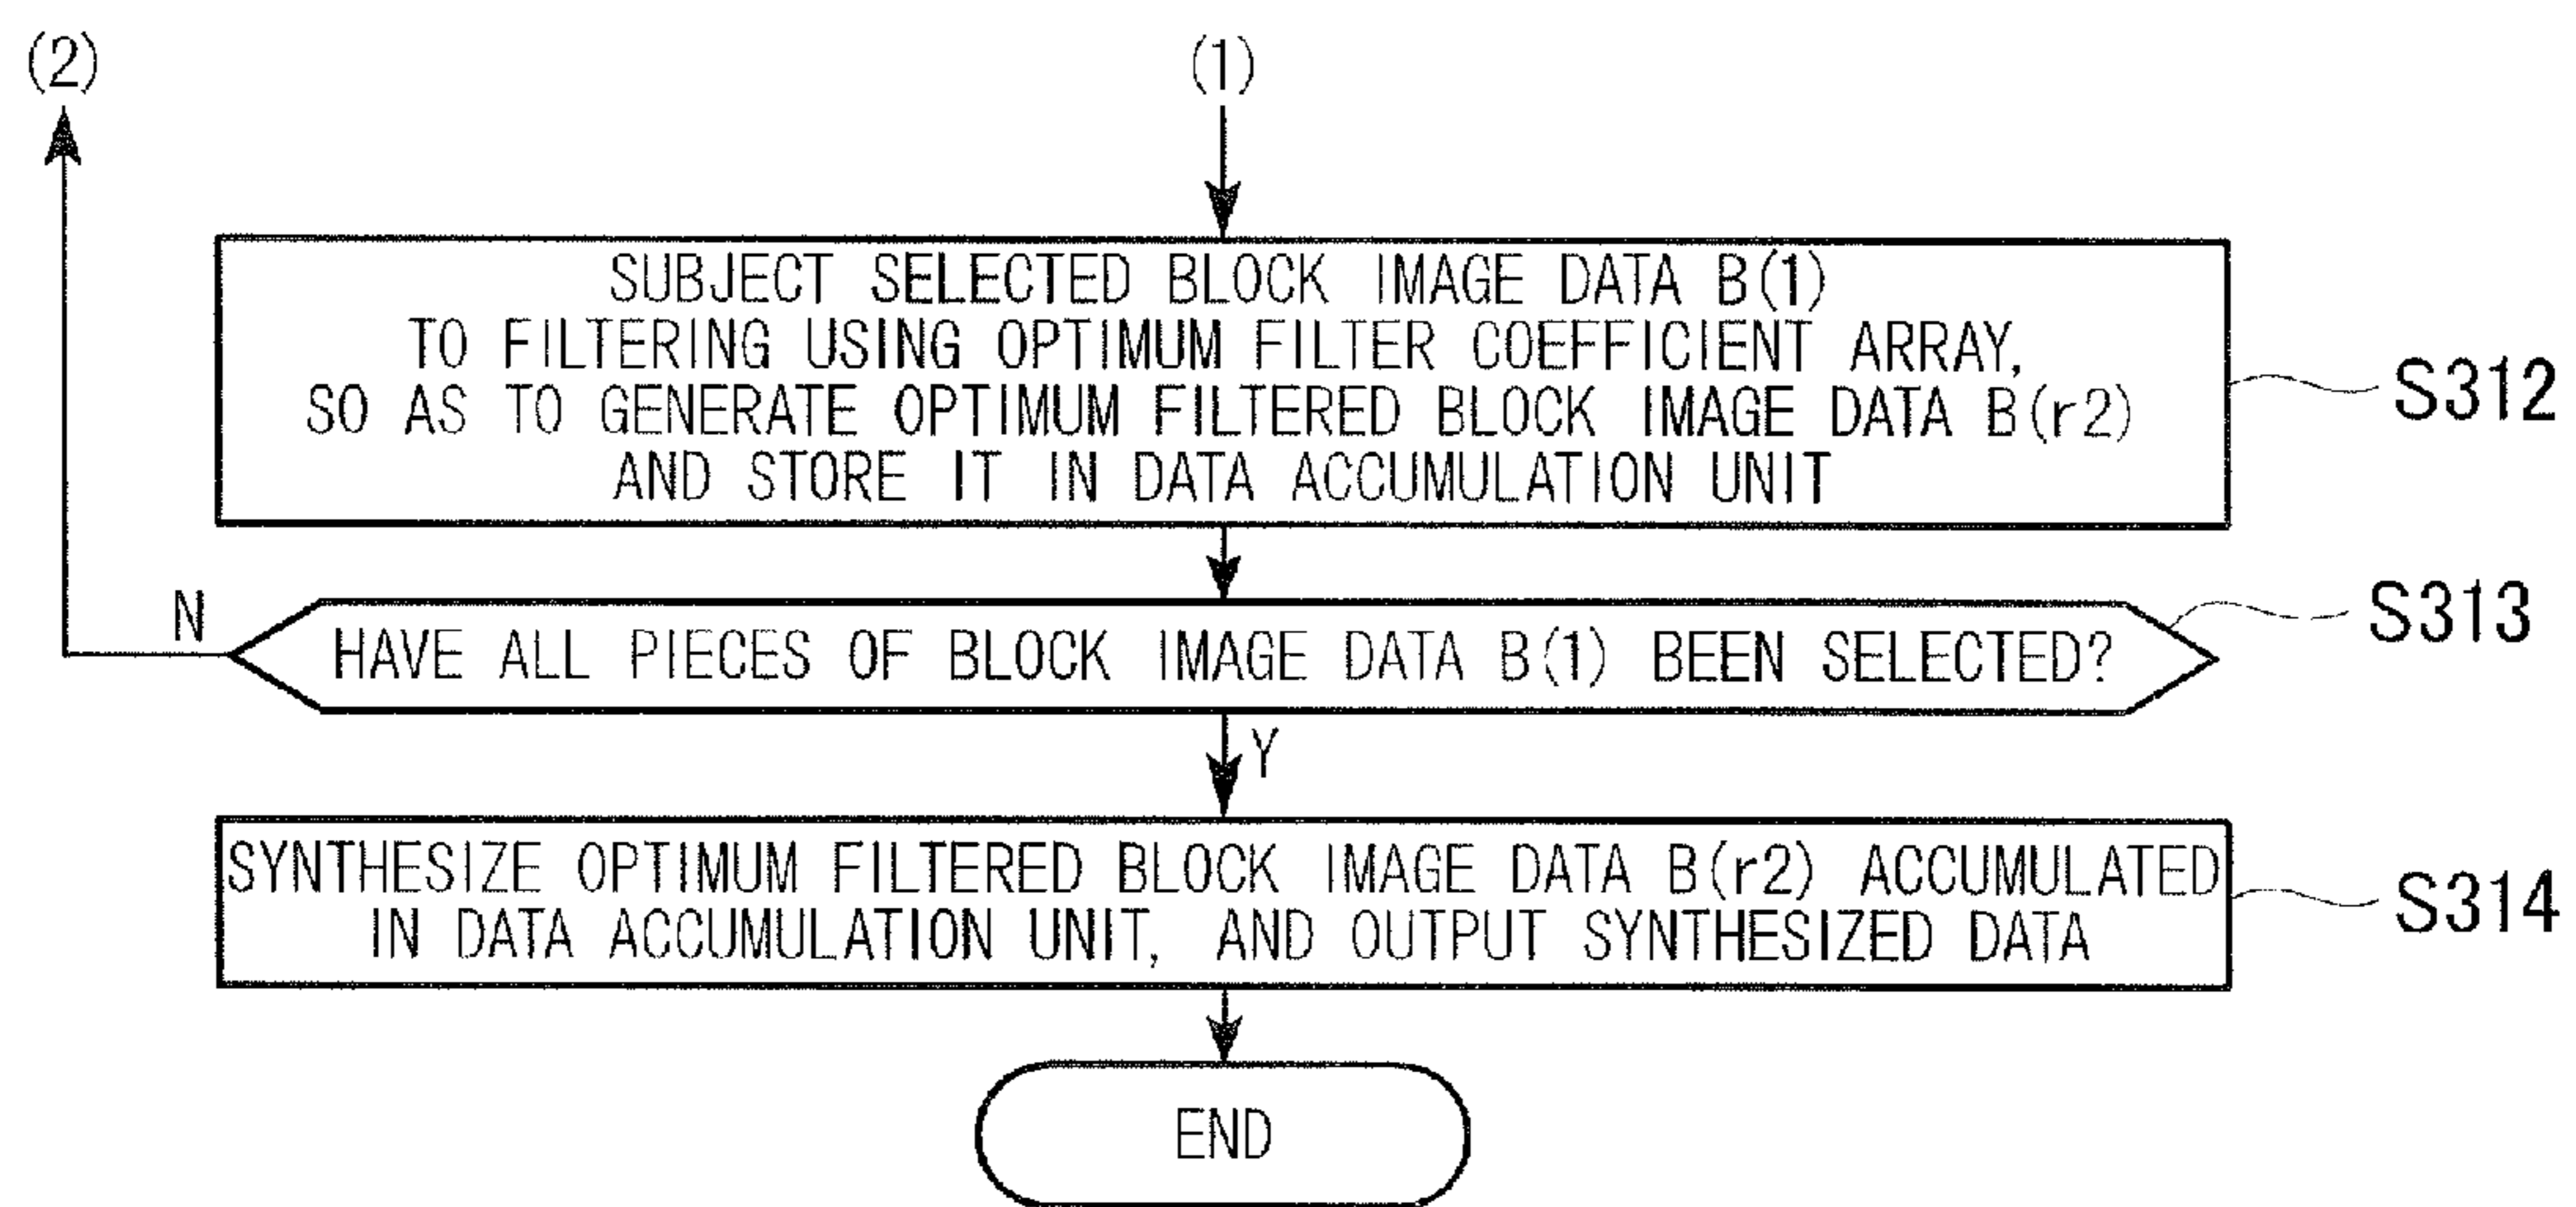 (2)
(1)
SUBJECT SELECTED BLOCK IMAGE DATA B(1)
TO FILTERING USING OPTIMUM FILTER COEFFICIENT ARRAY,
SO AS TO GENERATE OPTIMUM FILTERED BLOCK IMAGE DATA B(r2)
AND STORE IT IN DATA ACCUMULATION UNIT
S312
N
HAVE ALL PIECES OF BLOCK IMAGE DATA B(1) BEEN SELECTED?
S313
Y
SYNTHESIZE OPTIMUM FILTERED BLOCK IMAGE DATA B(r2) ACCUMULATED
IN DATA ACCUMULATION UNIT, AND OUTPUT SYNTHESIZED DATA
S314
END